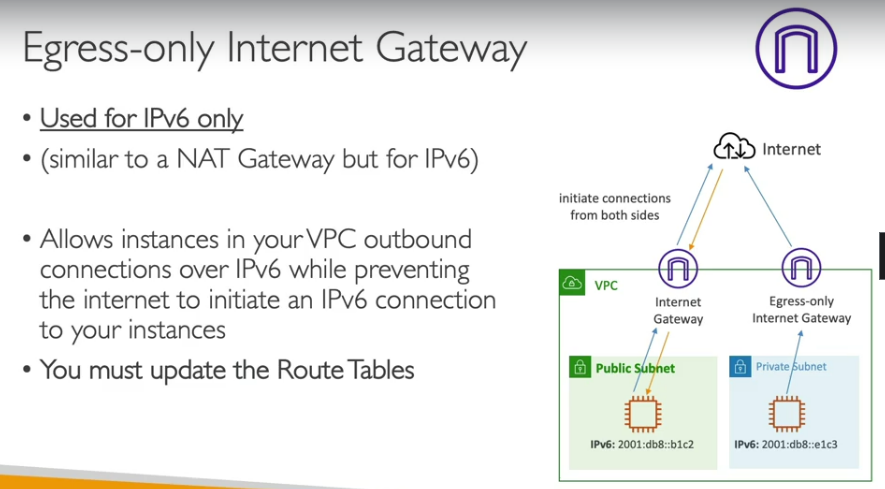 Egress-only Internet Gateway
• Used for IPv6 only
• (similar to a NAT Gateway but for IPv6)
• Allows instances in your VPC outbound
connections over IPv6 while preventing
the internet to initiate an IPv6 connection
to your instances
• You must update the Route Tables
Internet
initiate connections
from both sides
VPC
Internet
Gateway
Egress-only
Internet Gateway
Public Subnet
IPv6: 2001:db8::b1c2
Private Subnet
IPv6: 2001:db8::e1c3